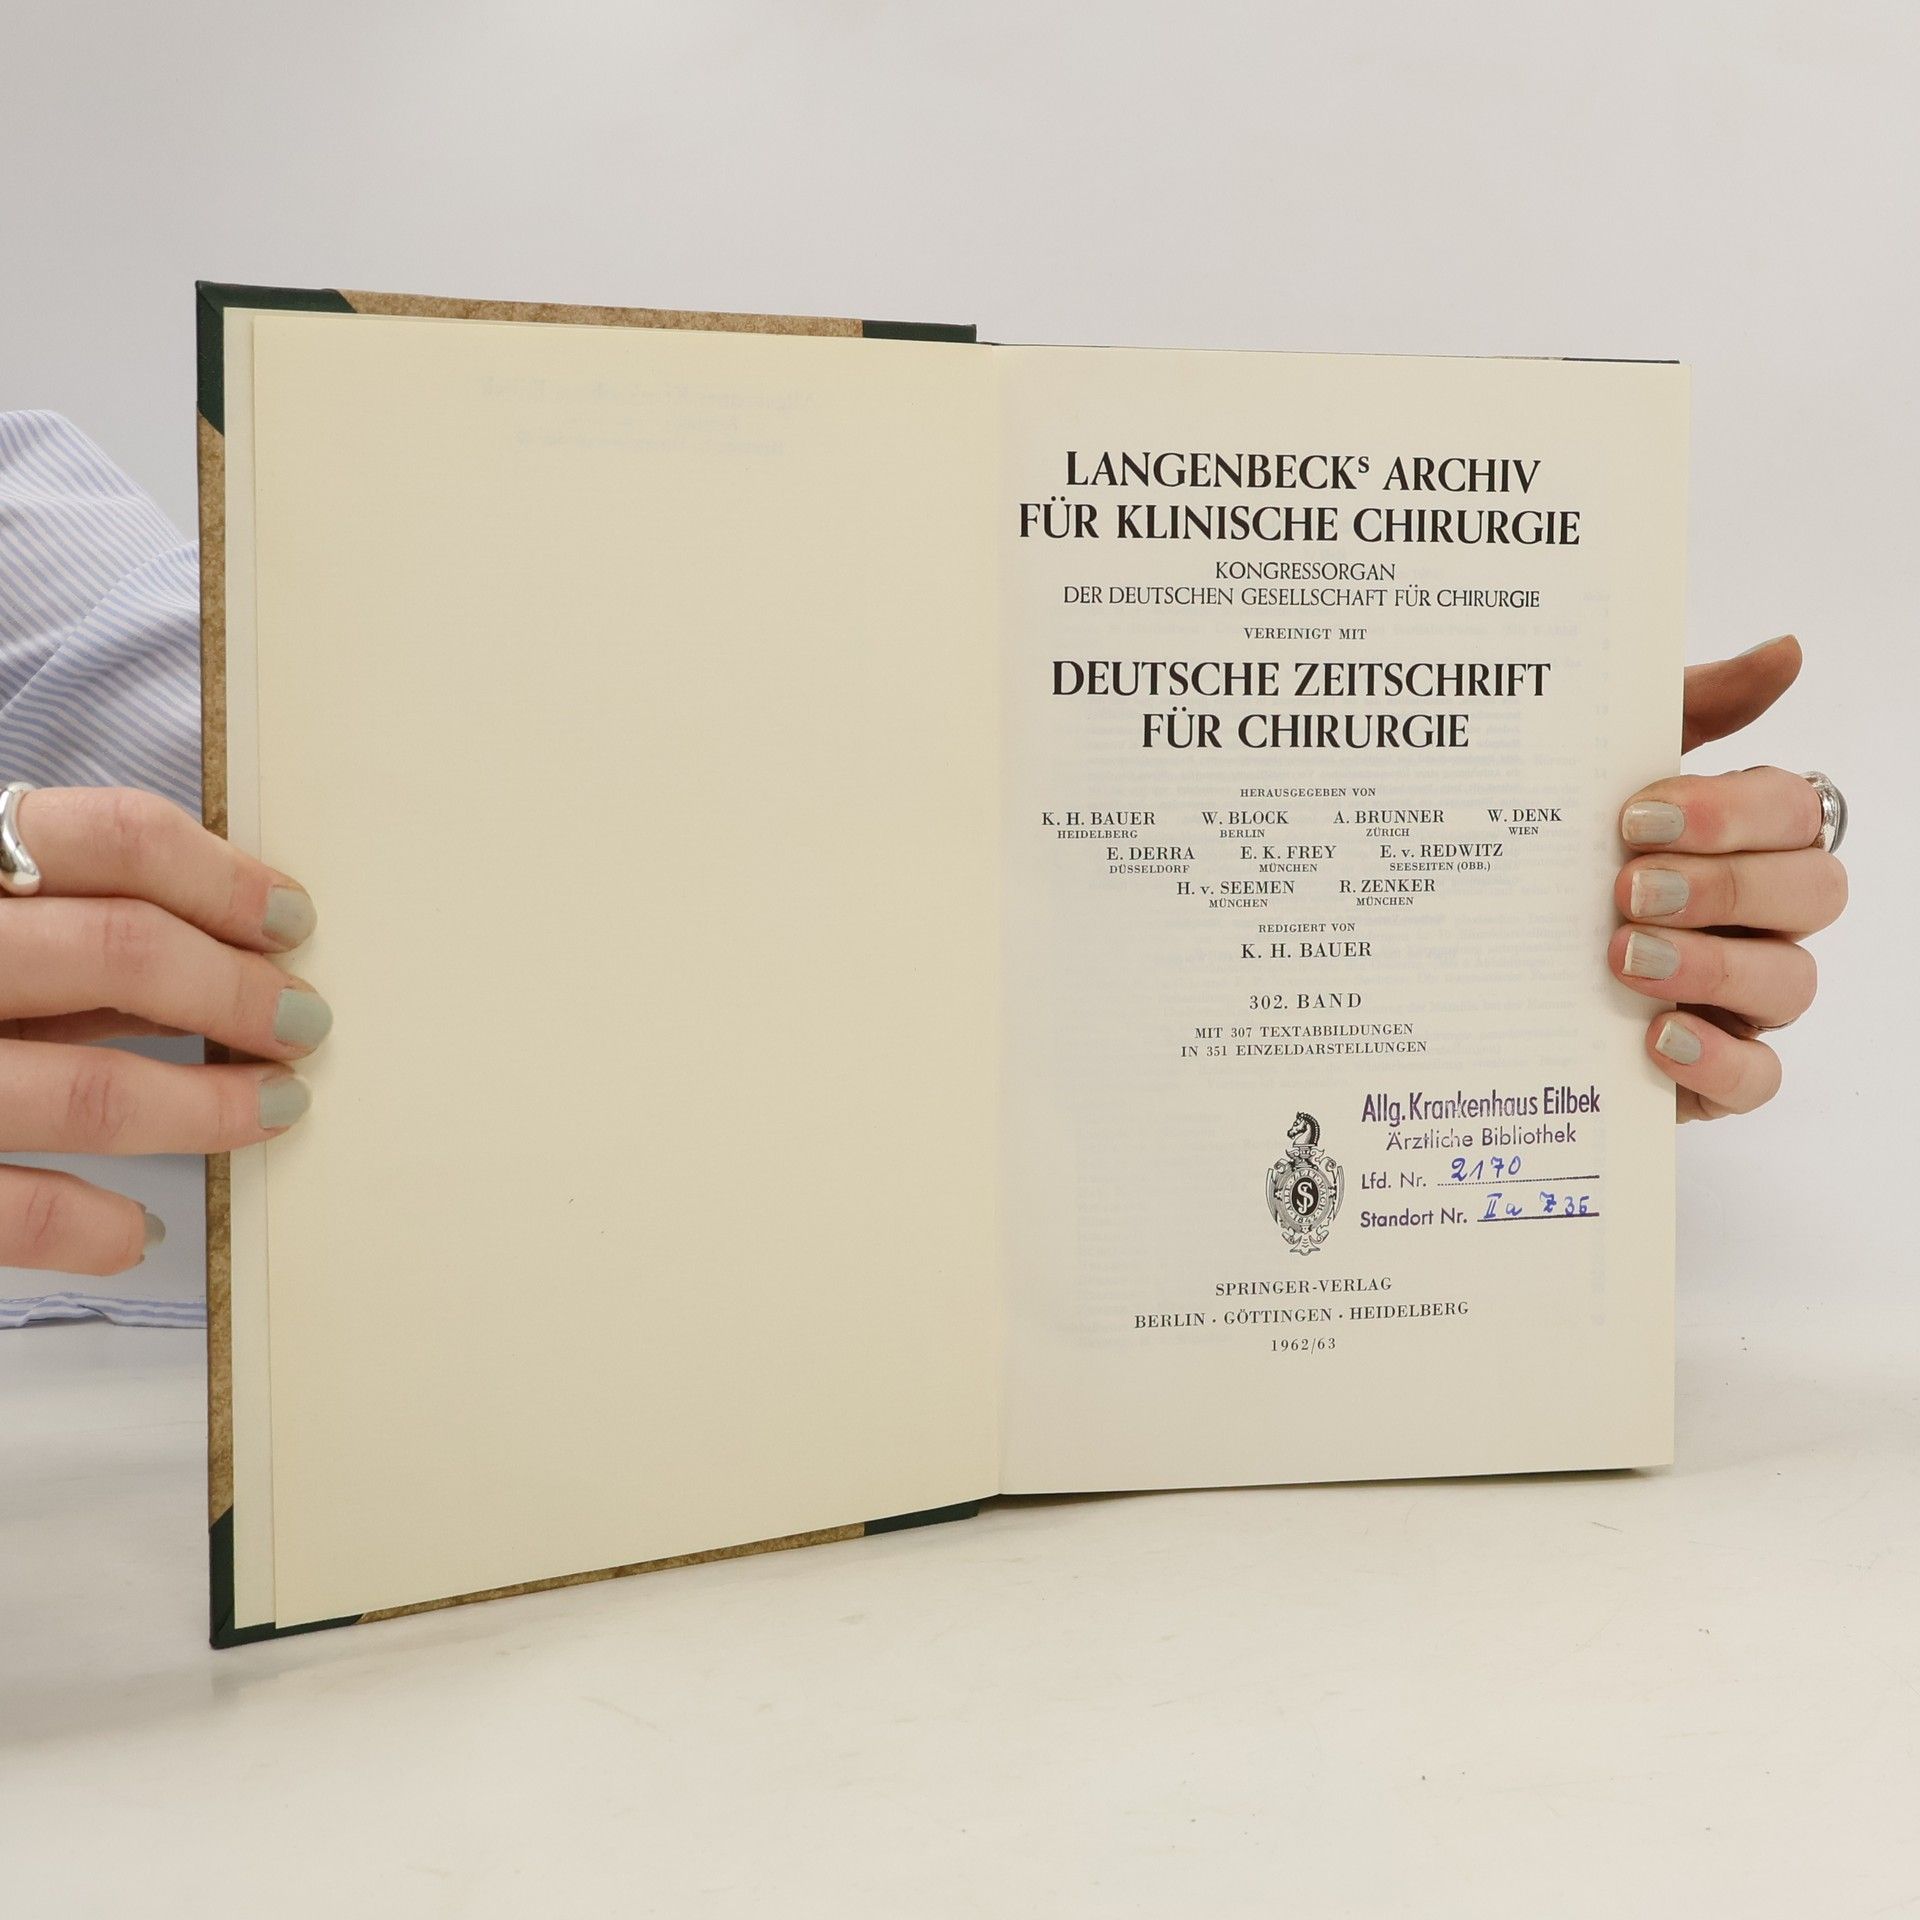 LANGENBECKs ARCHIV
FÜR KLINISCHE CHIRURGIE
KONGRESSORGAN
DER DEUTSCHEN GESELLSCHAFT FÜR CHIRURGIE
VEREINIGT MIT
DEUTSCHE ZEITSCHRIFT
FÜR CHIRURGIE
HERAUSGEGEBEN VON
K. H. BAUER W. BLOCK A. BRUNNER W. DENK
HEIDELBERG BERLIN ZÜRICH WIEN
E. DERRA E. K. FREY E. v. REDWITZ
DÜSSELDORF MÜNCHEN SEESEITEN (OBB.)
H. v. SEEMEN R. ZENKER
MÜNCHEN MÜNCHEN
REDIGIERT VON
K. H. BAUER
302. BAND
MIT 307 TEXTABBILDUNGEN
IN 351 EINZELDARSTELLUNGEN
Allg. Krankenhaus Eilbek
Ärztliche Bibliothek
Lfd. Nr. 2170
Standort Nr. IIa Z 36
SPRINGER-VERLAG
BERLIN · GÖTTINGEN · HEIDELBERG
1962/63